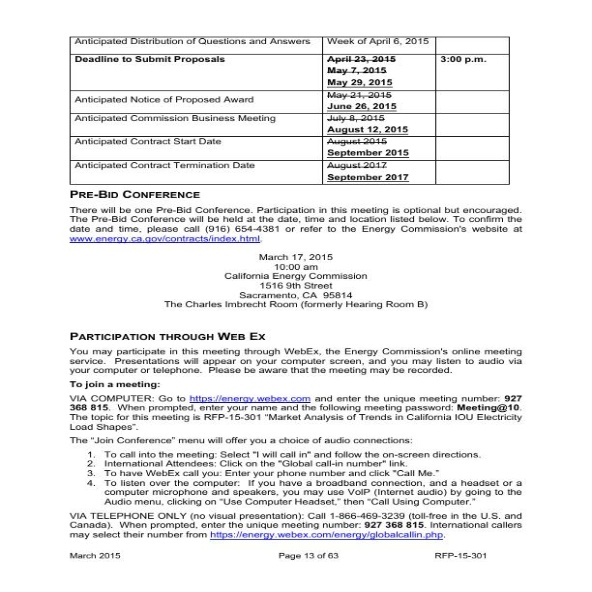 Anticipated Distribution of Questions and Answers Week of April 6, 2015
Deadline to Submit Proposals April 23, 2015 3:00 p.m.
May 7, 2015
May 29, 2015
Anticipated Notice of Proposed Award May 21, 2015
June 26, 2015
Anticipated Commission Business Meeting July 8, 2015
August 12, 2015
Anticipated Contract Start Date August 2015
September 2015
Anticipated Contract Termination Date August 2017
September 2017
PRE-BID CONFERENCE
There will be one Pre-Bid Conference. Participation in this meeting is optional but encouraged.
The Pre-Bid Conference will be held at the date, time and location listed below. To confirm the
date and time, please call (916) 654-4381 or refer to the Energy Commission's website at
www.energy.ca.gov/contracts/index.html.
March 17, 2015
10:00 am
California Energy Commission
1516 9th Street
Sacramento, CA 95814
The Charles Imbrecht Room (formerly Hearing Room B)
PARTICIPATION THROUGH WEB EX
You may participate in this meeting through WebEx, the Energy Commission's online meeting
service. Presentations will appear on your computer screen, and you may listen to audio via
your computer or telephone. Please be aware that the meeting may be recorded.
To join a meeting:
VIA COMPUTER: Go to https://energy.webex.com and enter the unique meeting number: 927
368 815. When prompted, enter your name and the following meeting password: Meeting@10.
The topic for this meeting is RFP-15-301 “Market Analysis of Trends in California IOU Electricity
Load Shapes”.
The “Join Conference” menu will offer you a choice of audio connections:
1. To call into the meeting: Select "I will call in" and follow the on-screen directions.
2. International Attendees: Click on the "Global call-in number" link.
3. To have WebEx call you: Enter your phone number and click "Call Me."
4. To listen over the computer: If you have a broadband connection, and a headset or a
computer microphone and speakers, you may use VoIP (Internet audio) by going to the
Audio menu, clicking on “Use Computer Headset,” then “Call Using Computer.”
VIA TELEPHONE ONLY (no visual presentation): Call 1-866-469-3239 (toll-free in the U.S. and
Canada). When prompted, enter the unique meeting number: 927 368 815. International callers
may select their number from https://energy.webex.com/energy/globalcallin.php.
March 2015 Page 13 of 63 RFP-15-301